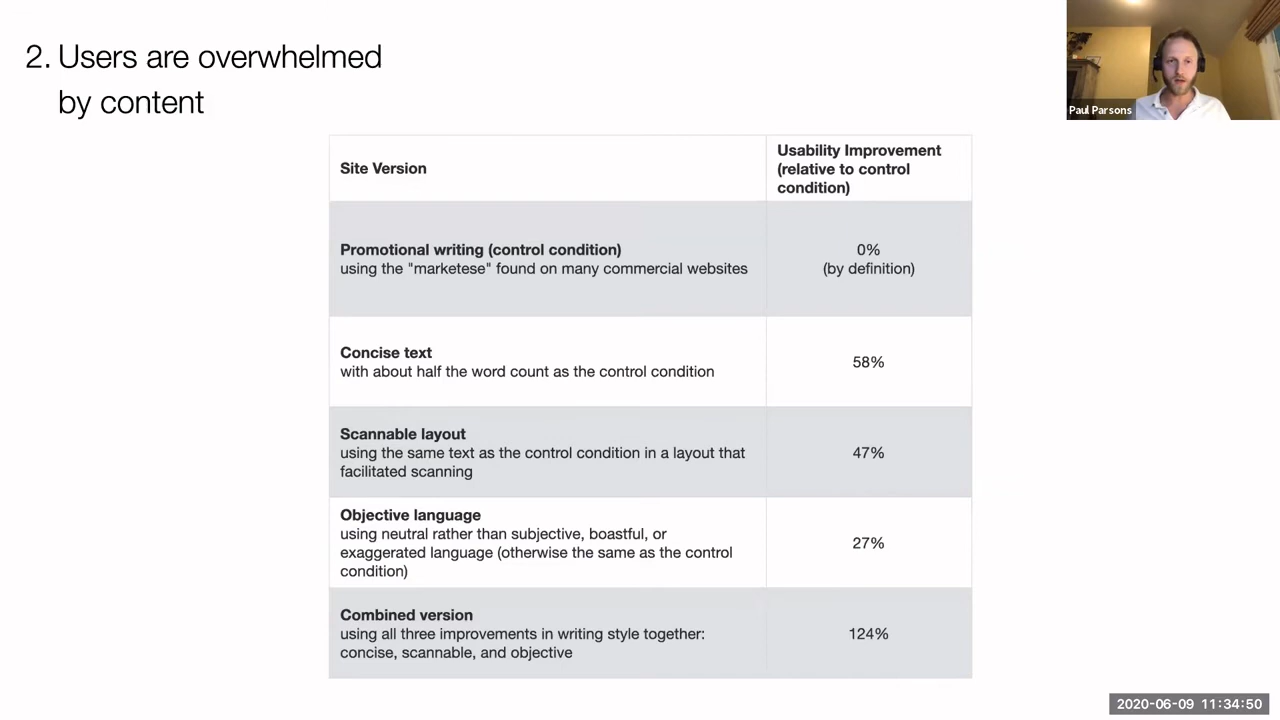 2. Users are overwhelmed
by content
Paul Parsons
Site Version
Usability Improvement
(relative to control
condition)
Promotional writing (control condition)
using the "marketese" found on many commercial websites
0%
(by definition)
Concise text
with about half the word count as the control condition
58%
Scannable layout
using the same text as the control condition in a layout that
facilitated scanning
47%
Objective language
using neutral rather than subjective, boastful, or
exaggerated language (otherwise the same as the control
condition)
27%
Combined version
using all three improvements in writing style together:
concise, scannable, and objective
124%
2020-06-09 11:34:50